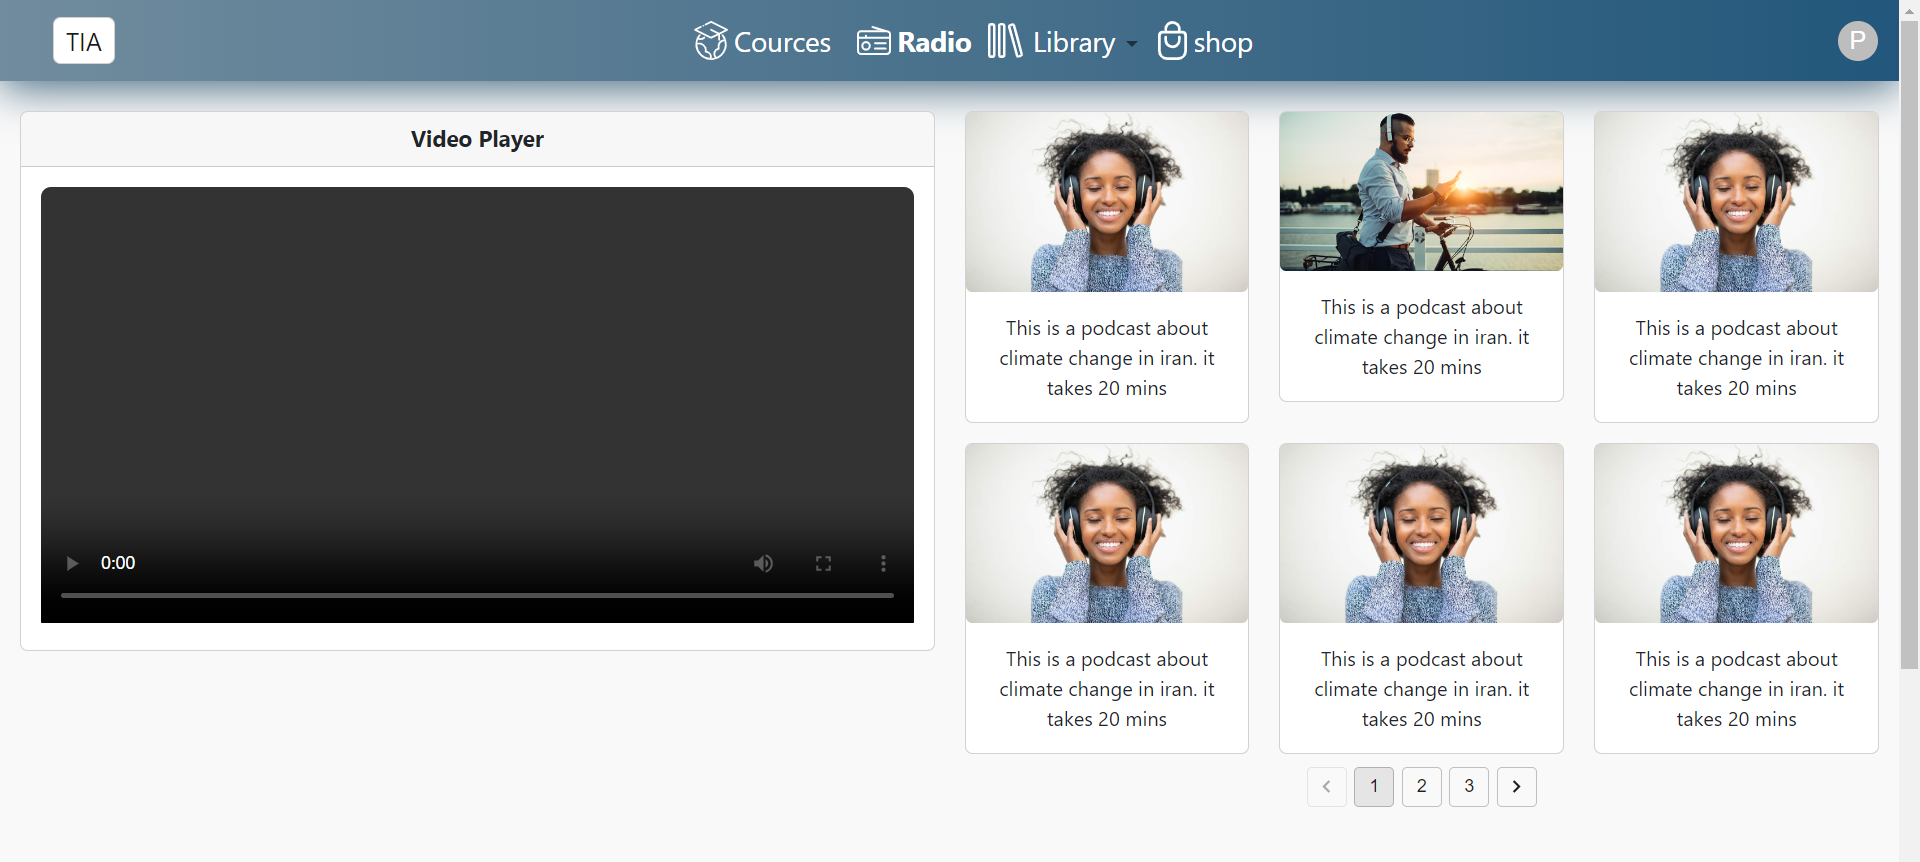 TIA
Cources
Radio
Library
shop
P
Video Player
0:00
This is a podcast about
climate change in iran. it
takes 20 mins
This is a podcast about
climate change in iran. it
takes 20 mins
This is a podcast about
climate change in iran. it
takes 20 mins
This is a podcast about
climate change in iran. it
takes 20 mins
This is a podcast about
climate change in iran. it
takes 20 mins
This is a podcast about
climate change in iran. it
takes 20 mins
1
2
3